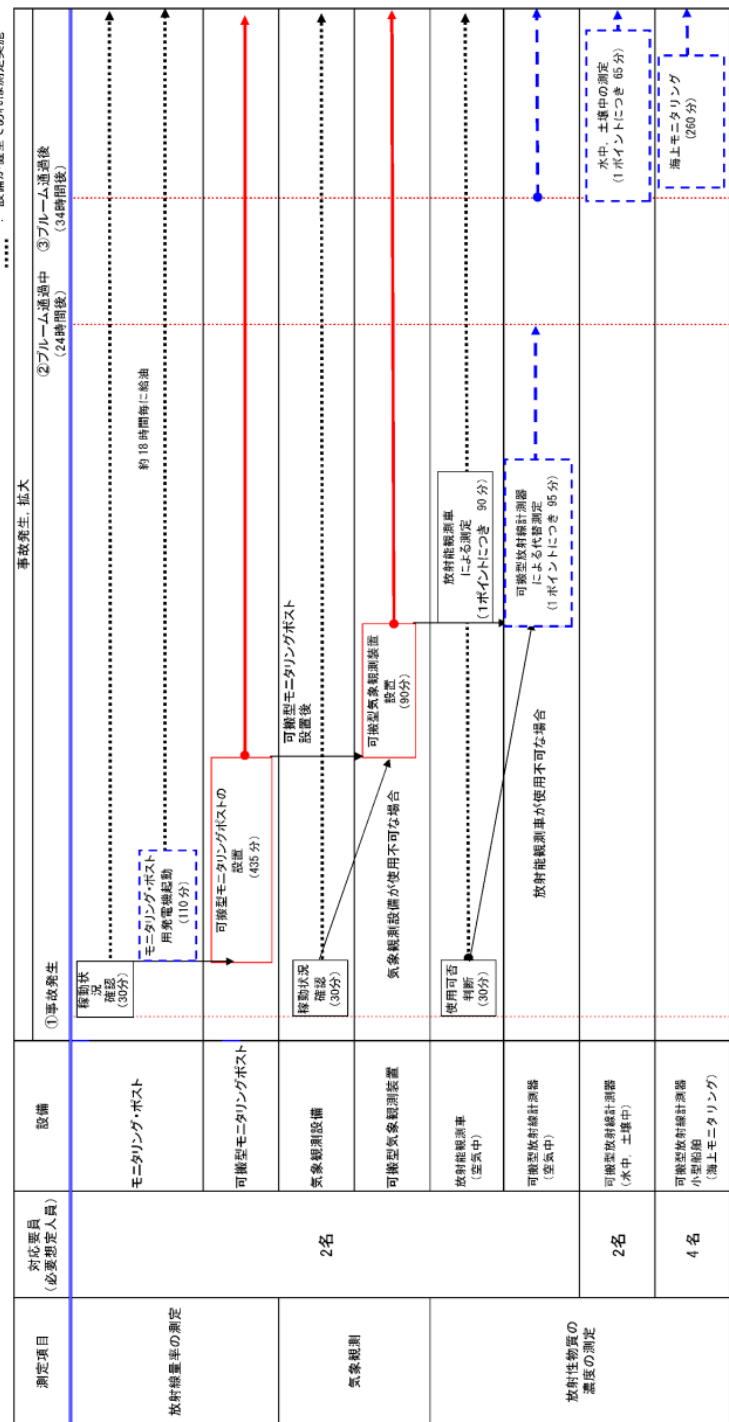 ・・・・・ : 設備が健全であれば測定実施
測定項目
対応要員
(必要想定人員)
設備
事故発生、拡大
①事故発生
②プルーム通過中
(24時間後)
③プルーム通過後
(34時間後)
放射線量率の測定
2名
モニタリング・ポスト
稼動状
況
確認
(30分)
モニタリング・ポスト
用発電機起動
(110分)
約18時間毎に給油
可搬型モニタリングポスト
可搬型モニタリングポストの
設置
(435分)
可搬型モニタリングポスト
設置後
気象観測
気象観測設備
稼動状況
確認
(30分)
気象観測設備が使用不可な場合
可搬型気象観測装置
可搬型気象観測装置
設置
(90分)
放射性物質の
濃度の測定
放射能観測車
(空気中)
使用可否
判断
(30分)
放射能観測車
による測定
(1ポイントにつき 90分)
放射能観測車が使用不可な場合
可搬型放射線計測器
(空気中)
可搬型放射線計測器
による代替測定
(1ポイントにつき 95分)
2名
可搬型放射線計測器
(水中、土壌中)
水中、土壌中の測定
(1ポイントにつき 65分)
4名
可搬型放射線計測器
小型船舶
(海上モニタリング)
海上モニタリング
(260分)